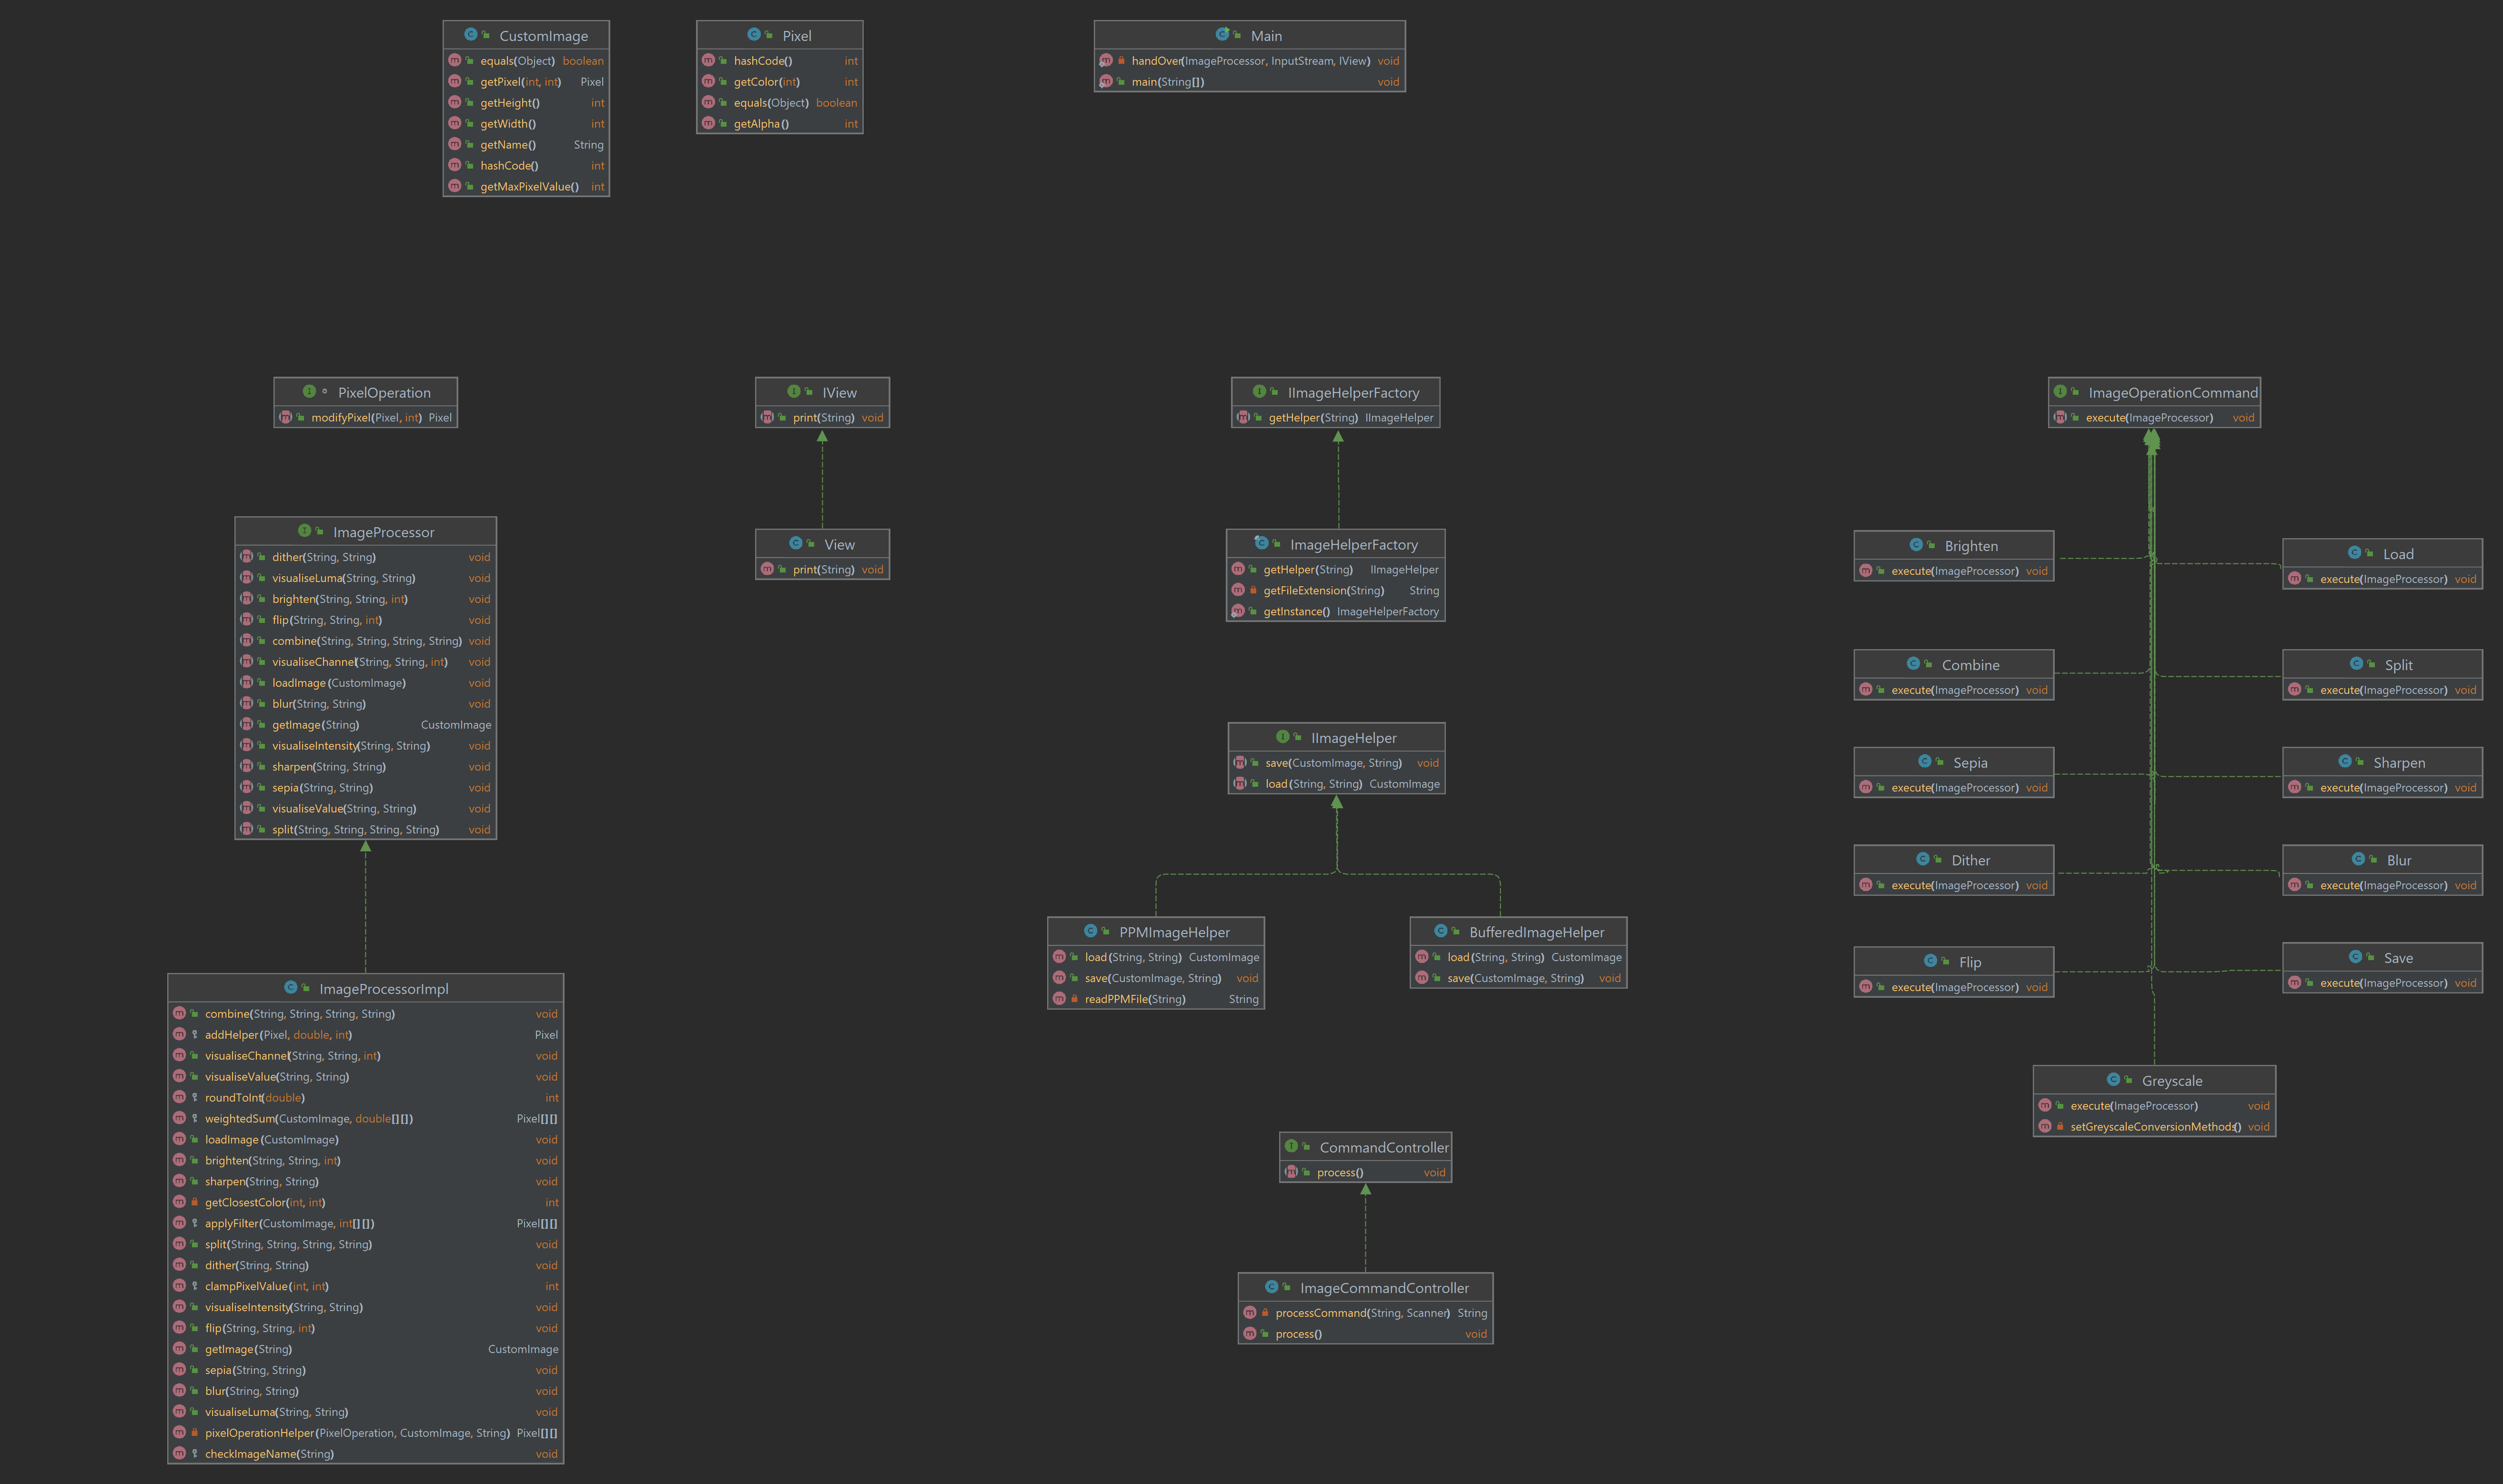 CustomImage
equals(Object) boolean
getPixel(int, int) Pixel
getHeight() int
getWidth() int
getName() String
hashCode() int
getMaxPixelValue() int
Pixel
hashCode() int
getColor(int) int
equals(Object) boolean
getAlpha() int
Main
handOver(ImageProcessor, InputStream, IView) void
main(String[]) void
PixelOperation
modifyPixel(Pixel, int) Pixel
IView
print(String) void
IImageHelperFactory
getHelper(String) IImageHelper
ImageOperationCommand
execute(ImageProcessor) void
ImageProcessor
dither(String, String) void
visualiseLuma(String, String) void
brighten(String, String, int) void
flip(String, String, int) void
combine(String, String, String, String) void
visualiseChannel(String, String, int) void
loadImage(CustomImage) void
blur(String, String) void
getImage(String) CustomImage
visualiseIntensity(String, String) void
sharpen(String, String) void
sepia(String, String) void
visualiseValue(String, String) void
split(String, String, String, String) void
View
print(String) void
ImageHelperFactory
getHelper(String) IImageHelper
getFileExtension(String) String
getInstance() ImageHelperFactory
Brighten
execute(ImageProcessor) void
Load
execute(ImageProcessor) void
Combine
execute(ImageProcessor) void
Split
execute(ImageProcessor) void
IImageHelper
save(CustomImage, String) void
load(String, String) CustomImage
Sepia
execute(ImageProcessor) void
Sharpen
execute(ImageProcessor) void
Dither
execute(ImageProcessor) void
Blur
execute(ImageProcessor) void
PPMImageHelper
load(String, String) CustomImage
save(CustomImage, String) void
readPPMFile(String) String
BufferedImageHelper
load(String, String) CustomImage
save(CustomImage, String) void
Flip
execute(ImageProcessor) void
Save
execute(ImageProcessor) void
ImageProcessorImpl
combine(String, String, String, String) void
addHelper(Pixel, double, int) Pixel
visualiseChannel(String, String, int) void
visualiseValue(String, String) void
roundToInt(double) int
weightedSum(CustomImage, double[][]) Pixel[][]
loadImage(CustomImage) void
brighten(String, String, int) void
sharpen(String, String) void
getClosestColor(int, int) int
applyFilter(CustomImage, int[][]) Pixel[][]
split(String, String, String, String) void
dither(String, String) void
clampPixelValue(int, int) int
visualiseIntensity(String, String) void
flip(String, String, int) void
getImage(String) CustomImage
sepia(String, String) void
blur(String, String) void
visualiseLuma(String, String) void
pixelOperationHelper(PixelOperation, CustomImage, String) Pixel[][]
checkImageName(String) void
Greyscale
execute(ImageProcessor) void
setGreyscaleConversionMethods() void
CommandController
process() void
ImageCommandController
processCommand(String, Scanner) String
process() void